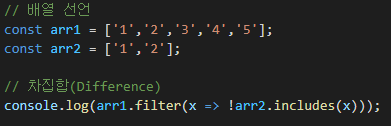 // 배열 선언
const arr1 = ['1','2','3','4','5'];
const arr2 = ['1','2'];
// 차집합(Difference)
console.log(arr1.filter(x => !arr2.includes(x)));